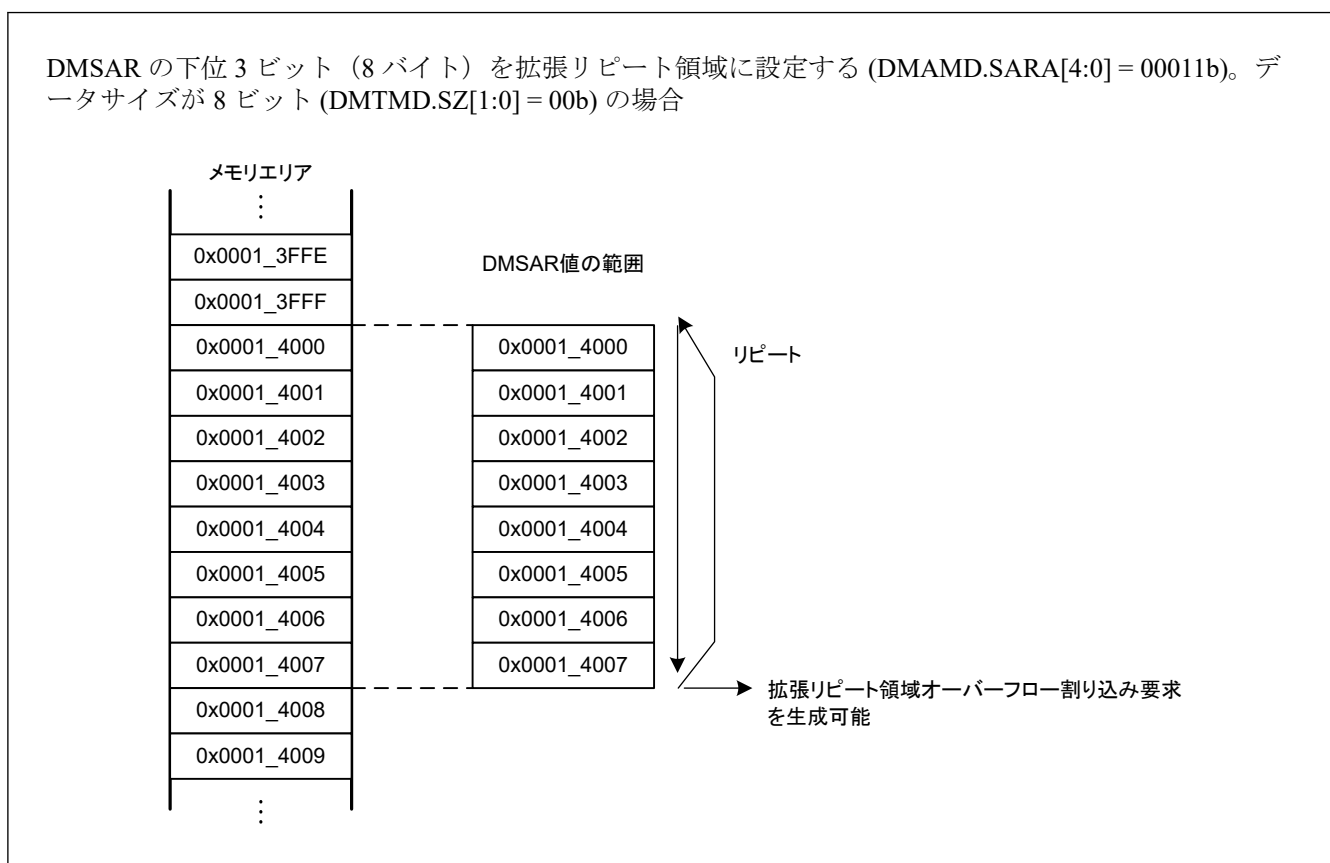 DMSAR の下位 3 ビット（8 バイト）を拡張リピート領域に設定する (DMAMD.SARA[4:0] = 00011b)。デ
ータサイズが 8 ビット (DMTMD.SZ[1:0] = 00b) の場合
メモリエリア
⋮
0x0001_3FFE
0x0001_3FFF
0x0001_4000
0x0001_4001
0x0001_4002
0x0001_4003
0x0001_4004
0x0001_4005
0x0001_4006
0x0001_4007
0x0001_4008
0x0001_4009
⋮
DMSAR値の範囲
0x0001_4000
0x0001_4001
0x0001_4002
0x0001_4003
0x0001_4004
0x0001_4005
0x0001_4006
0x0001_4007
リピート
拡張リピート領域オーバーフロー割り込み要求
を生成可能